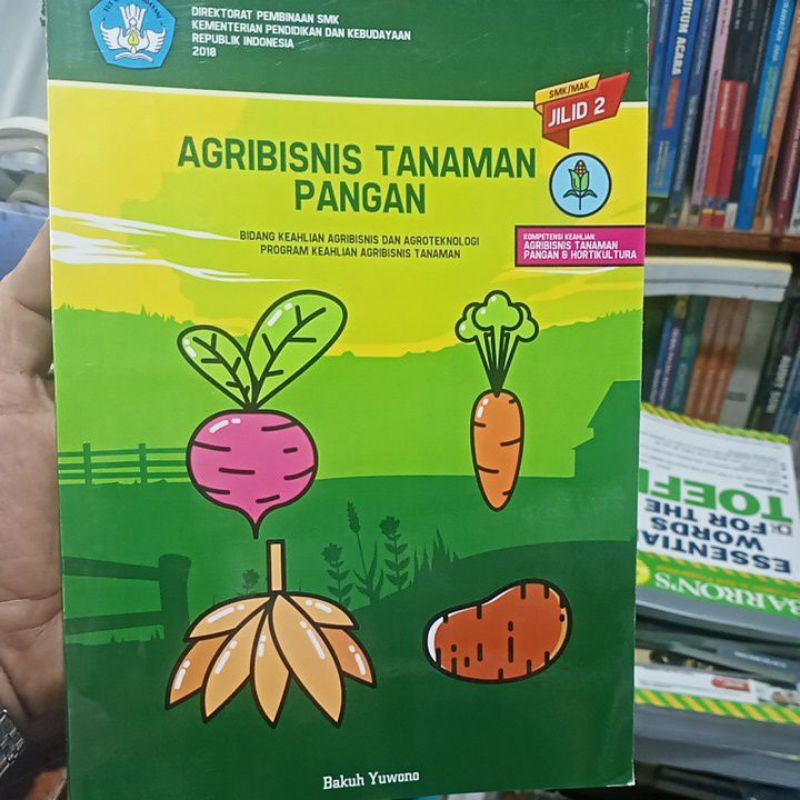 DIREKTORAT PEMBINAAN SMK
KEMENTERIAN PENDIDIKAN DAN KEBUDAYAAN
REPUBLIK INDONESIA
2018
SMK/MAK
JILID 2
AGRIBISNIS TANAMAN
PANGAN
BIDANG KEAHLIAN AGRIBISNIS DAN AGROTEKNOLOGI
PROGRAM KEAHLIAN AGRIBISNIS TANAMAN
KOMPETENSI KEAHLIAN
AGRIBISNIS TANAMAN
PANGAN & HORTIKULTURA
Bakuh Yuwono
HUKUM ACARA
BARRON'S
ESSENTIAL
WORDS
FOR THE
TOEFL